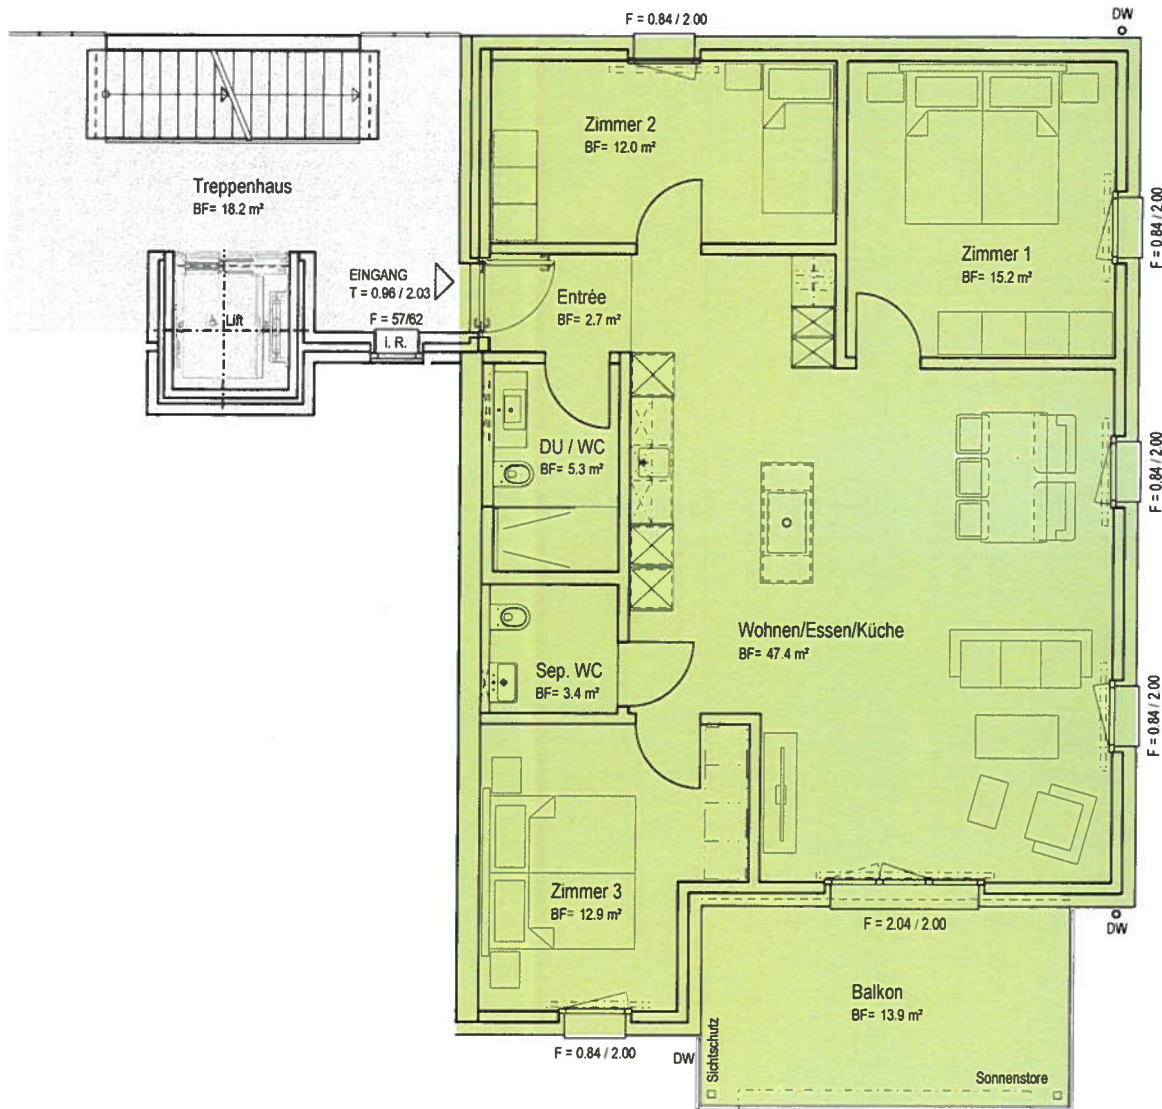 DW
F = 0.84 / 2.00
Zimmer 2
BF= 12.0 m²
Treppenhaus
BF= 18.2 m²
Zimmer 1
BF= 15.2 m²
F = 0.84 / 2.00
EINGANG
T = 0.96 / 2.03
F = 57/62
i. R.
Lift
Entrée
BF= 2.7 m²
DU / WC
BF= 5.3 m²
F = 0.84 / 2.00
Wohnen/Essen/Küche
BF= 47.4 m²
Sep. WC
BF= 3.4 m²
F = 0.84 / 2.00
Zimmer 3
BF= 12.9 m²
F = 2.04 / 2.00
DW
Balkon
BF= 13.9 m²
F = 0.84 / 2.00
DW
Sichtschutz
Sonnenstore